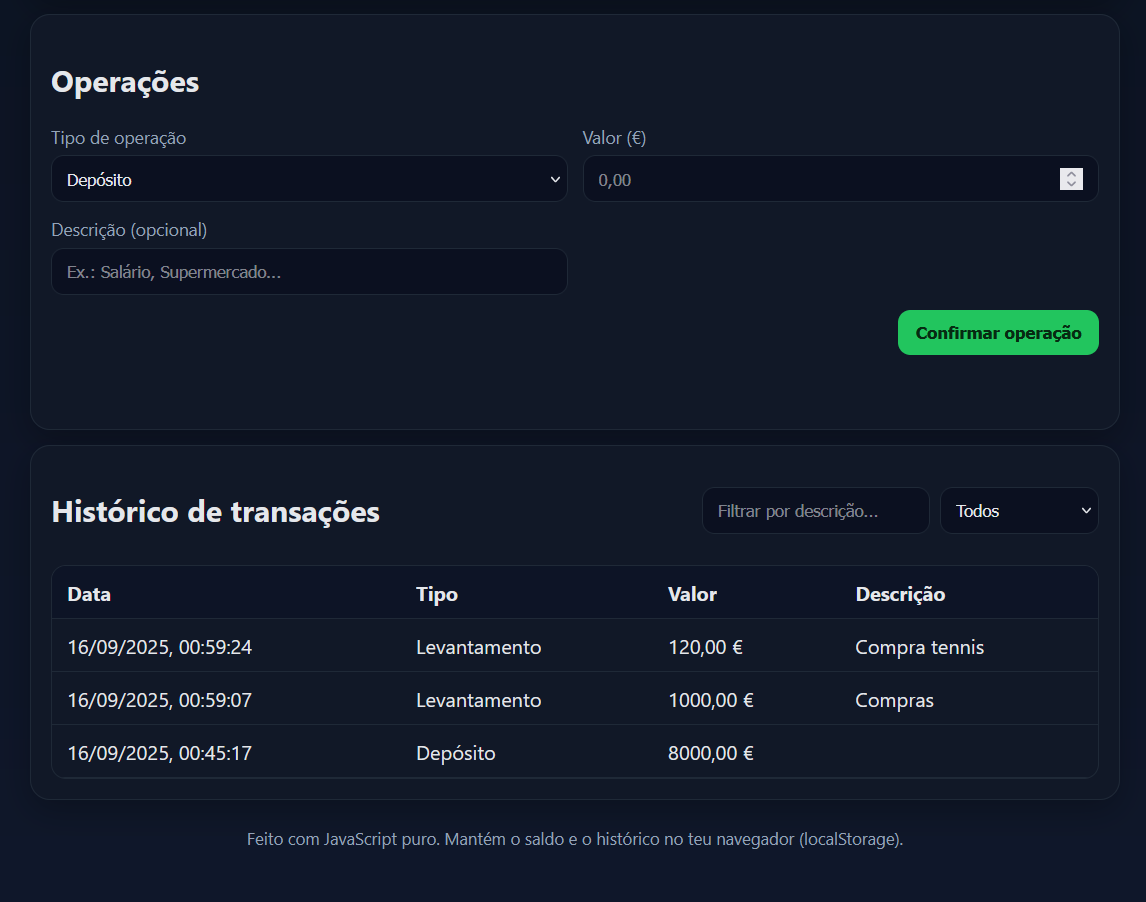 Operações
Tipo de operação
Valor (€)
Depósito
0,00
Descrição (opcional)
Ex.: Salário, Supermercado...
Confirmar operação
Histórico de transações
Filtrar por descrição...
Todos
Data Tipo Valor Descrição
16/09/2025, 00:59:24 Levantamento 120,00 € Compra tennis
16/09/2025, 00:59:07 Levantamento 1000,00 € Compras
16/09/2025, 00:45:17 Depósito 8000,00 €
Feito com JavaScript puro. Mantém o saldo e o histórico no teu navegador (localStorage).